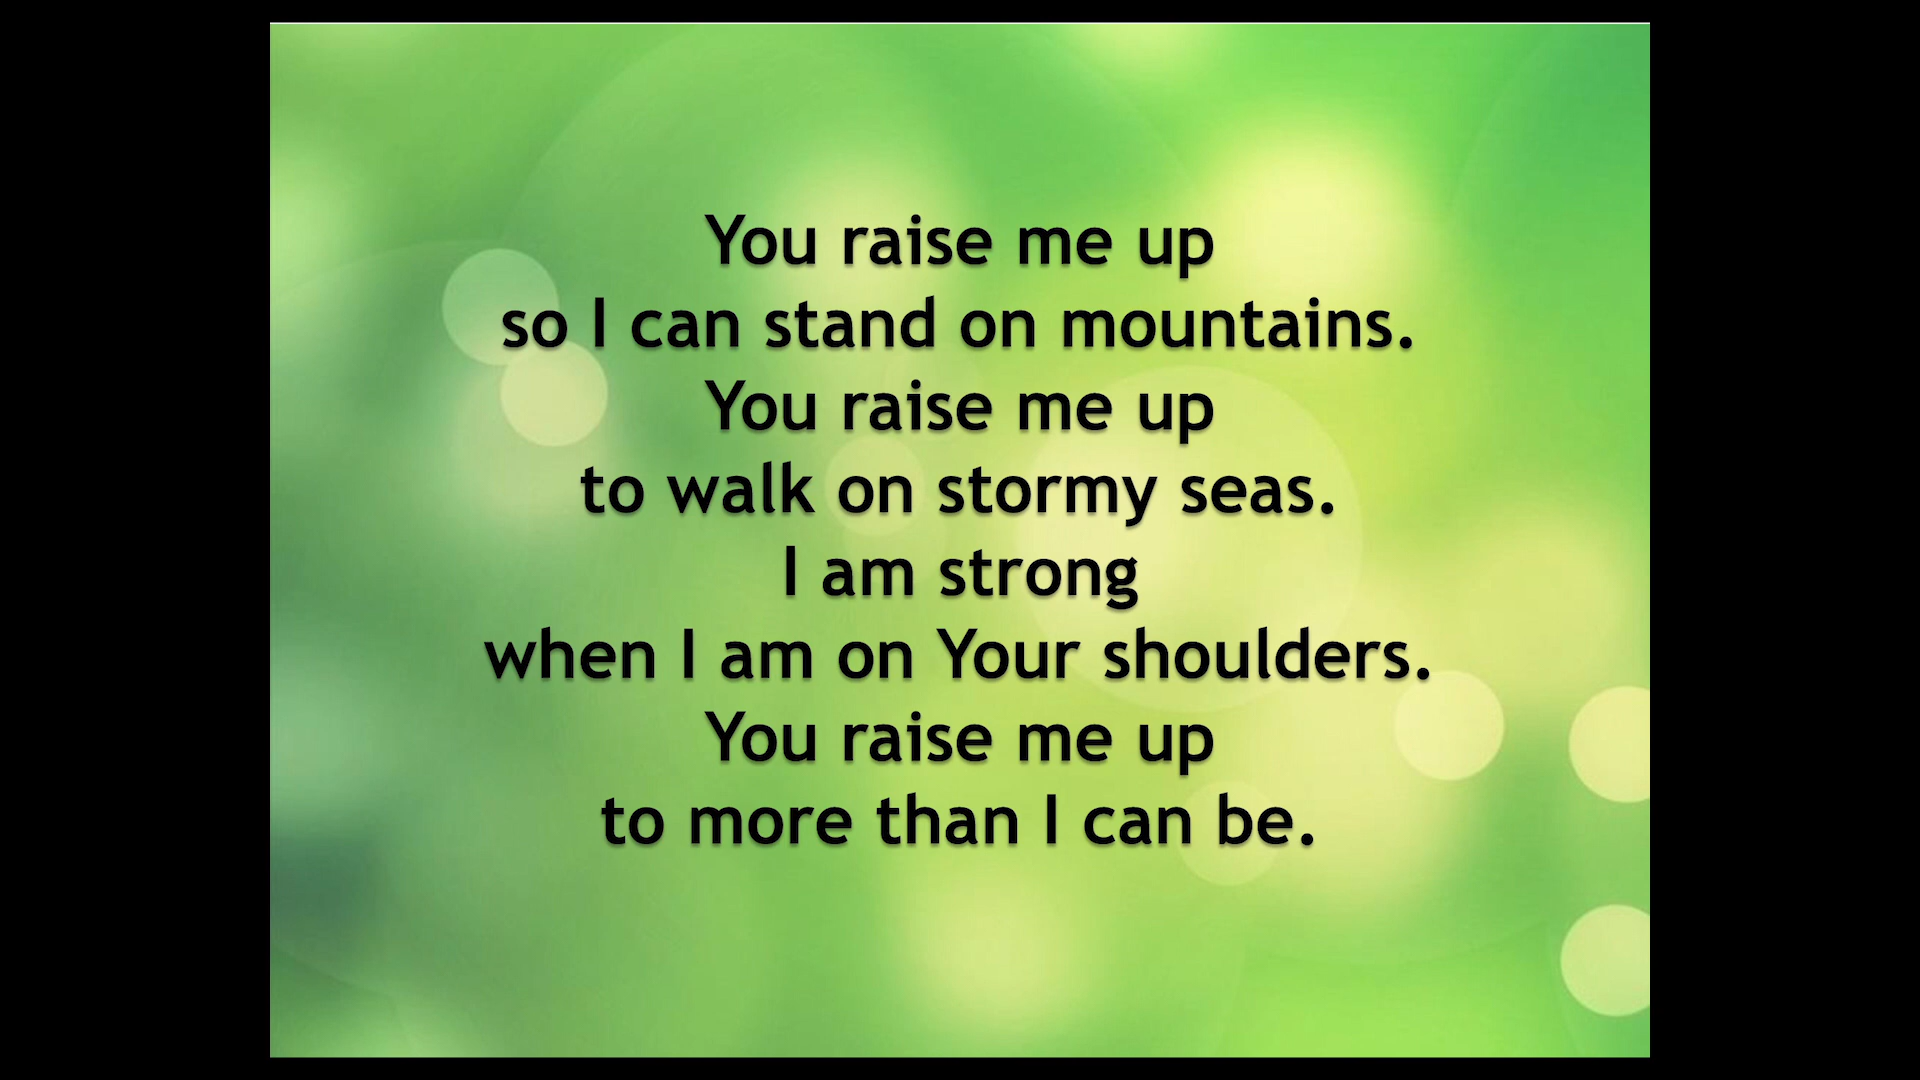 You raise me up
so I can stand on mountains.
You raise me up
to walk on stormy seas.
I am strong
when I am on Your shoulders.
You raise me up
to more than I can be.